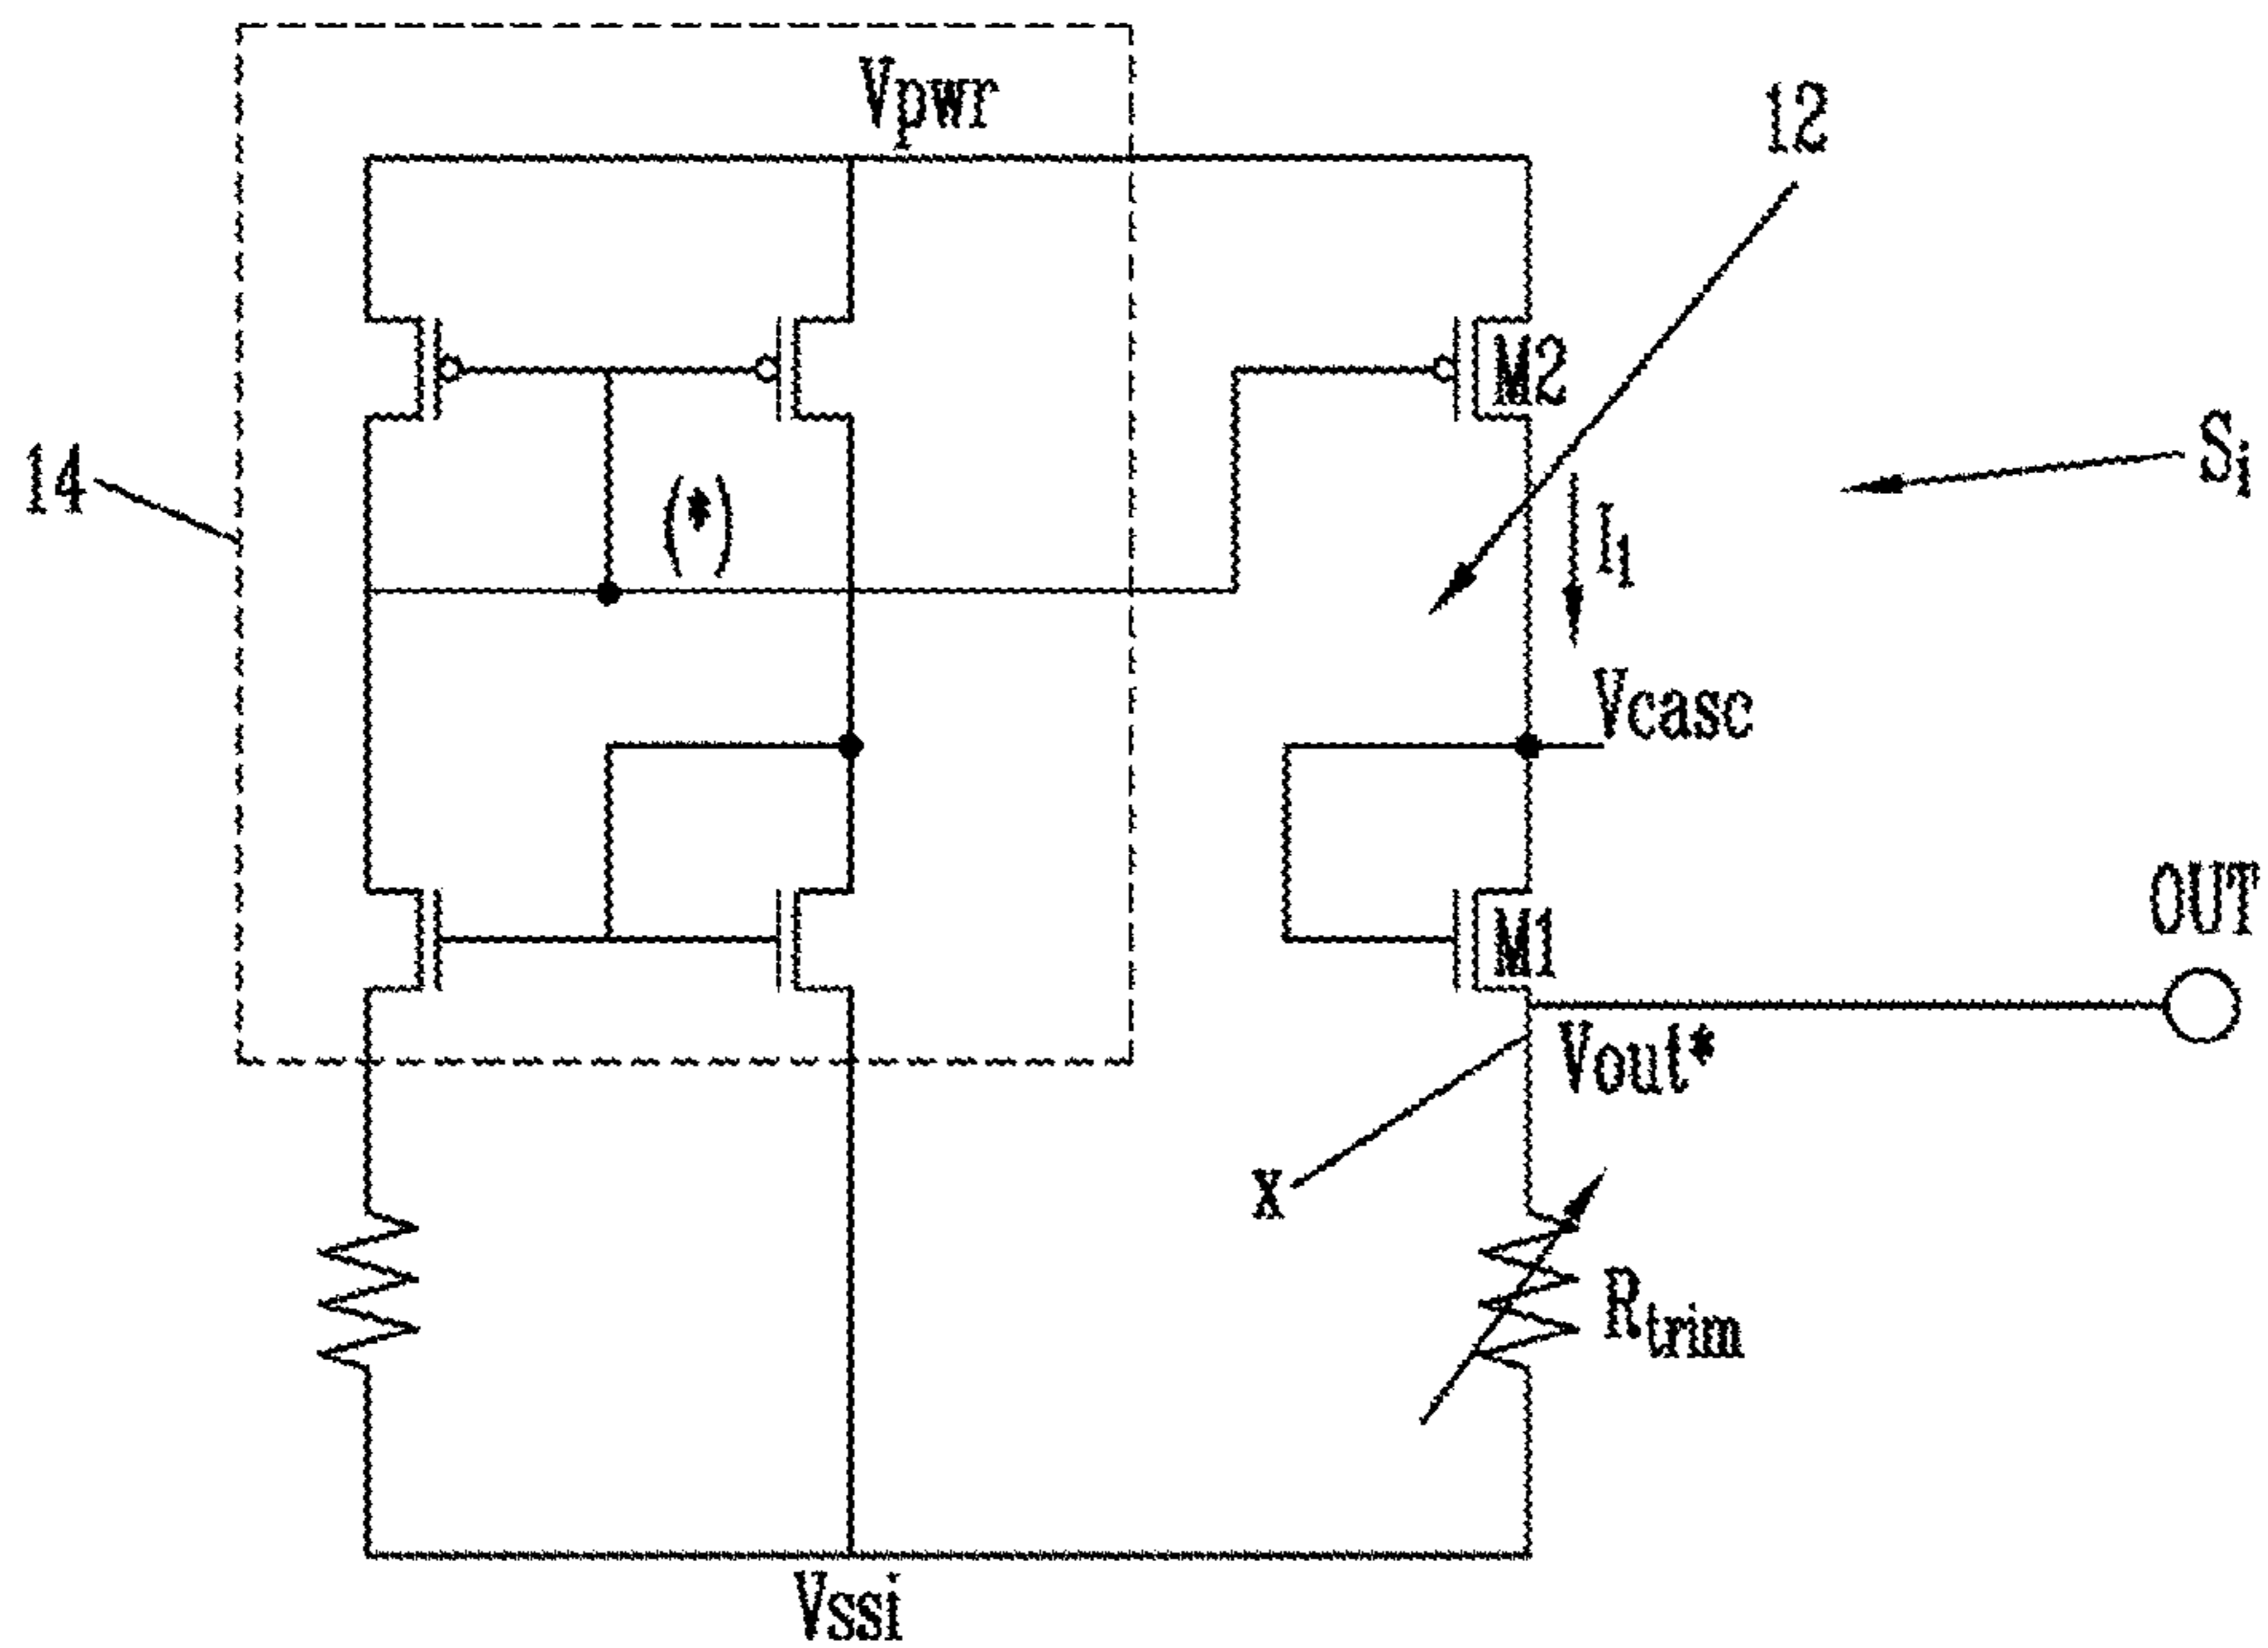 Vpwr
12
M2
Si
14
(*)
I1
Vcasc
M1
OUT
Vout*
X
Rtrim
Vssi